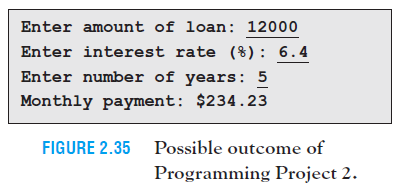 Enter amount of loan: 12000
Enter interest rate (%): 6.4
Enter number of years: 5
Monthly payment: $234.23
FIGURE 2.35 Possible outcome of
Programming Project 2.